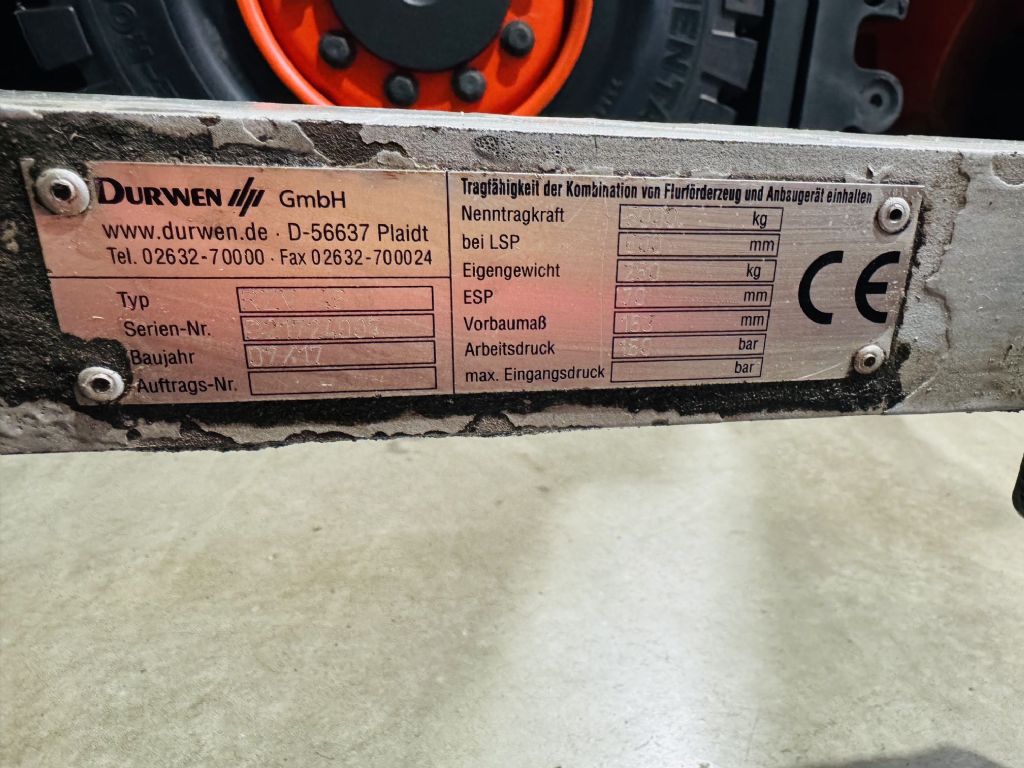 DURWEN GmbH
www.durwen.de · D-56637 Plaidt
Tel. 02632-70000 · Fax 02632-700024
Typ
Serien-Nr.
Baujahr 07/17
Auftrags-Nr.
Tragfähigkeit der Kombination von Flurförderzeug und Anbaugerät einhalten
Nenntragkraft kg
bei LSP mm
Eigengewicht kg
ESP mm
Vorbaumaß mm
Arbeitsdruck bar
max. Eingangsdruck bar
CE